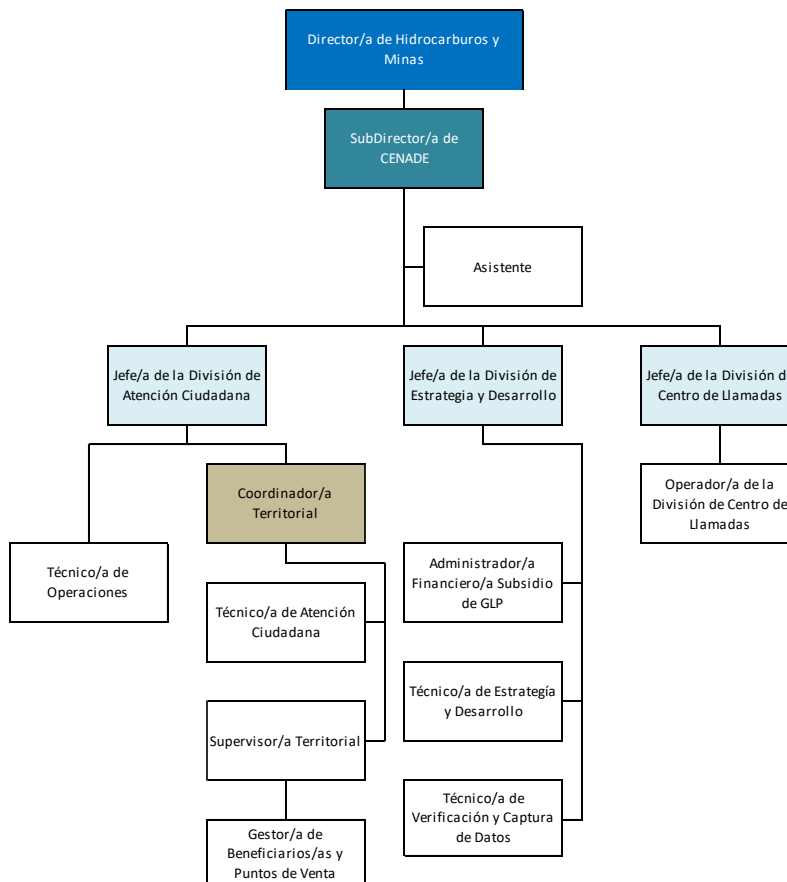 Director/a de Hidrocarburos y
Minas
SubDirector/a de
CENADE
Asistente
Jefe/a de la División de
Atención Ciudadana
Jefe/a de la División de
Estrategia y Desarrollo
Jefe/a de la División de
Centro de Llamadas
Coordinador/a
Territorial
Operador/a de la
División de Centro de
Llamadas
Técnico/a de
Operaciones
Técnico/a de Atención
Ciudadana
Administrador/a
Financiero/a Subsidio
de GLP
Supervisor/a Territorial
Técnico/a de Estrategía
y Desarrollo
Gestor/a de
Beneficiarios/as y
Puntos de Venta
Técnico/a de
Verificación y Captura
de Datos